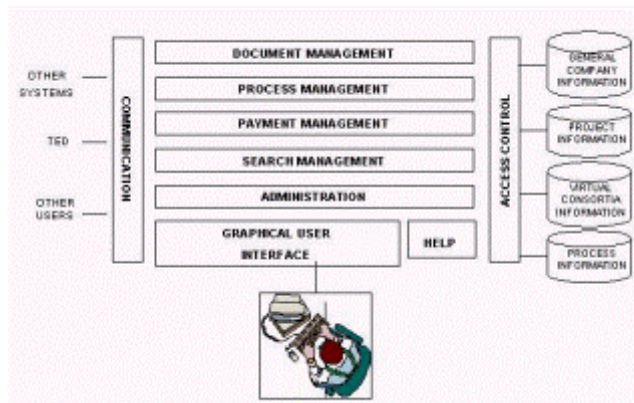 OTHER
SYSTEMS
TED
OTHER
USERS
COMMUNICATION
DOCUMENT MANAGEMENT
PROCESS MANAGEMENT
PAYMENT MANAGEMENT
SEARCH MANAGEMENT
ADMINISTRATION
GRAPHICAL USER
INTERFACE
HELP
ACCESS CONTROL
GENERAL
COMPANY
INFORMATION
PROJECT
INFORMATION
VIRTUAL
CONSORTIA
INFORMATION
PROCESS
INFORMATION